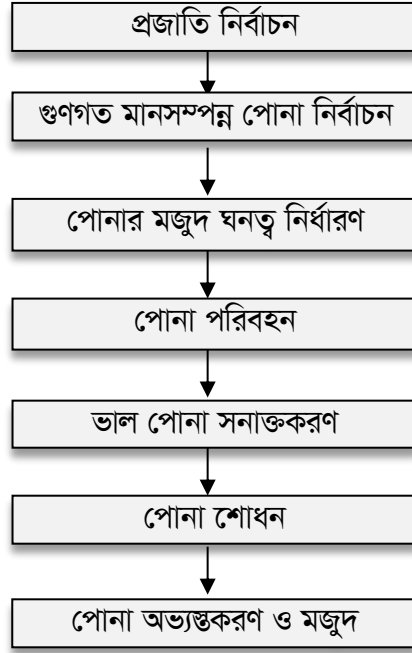 প্রজাতি নির্বাচন
গুণগত মানসম্পন্ন পোনা নির্বাচন
পোনার মজুদ ঘনত্ব নির্ধারণ
পোনা পরিবহন
ভাল পোনা সনাক্তকরণ
পোনা শোধন
পোনা অভ্যস্তকরণ ও মজুদ